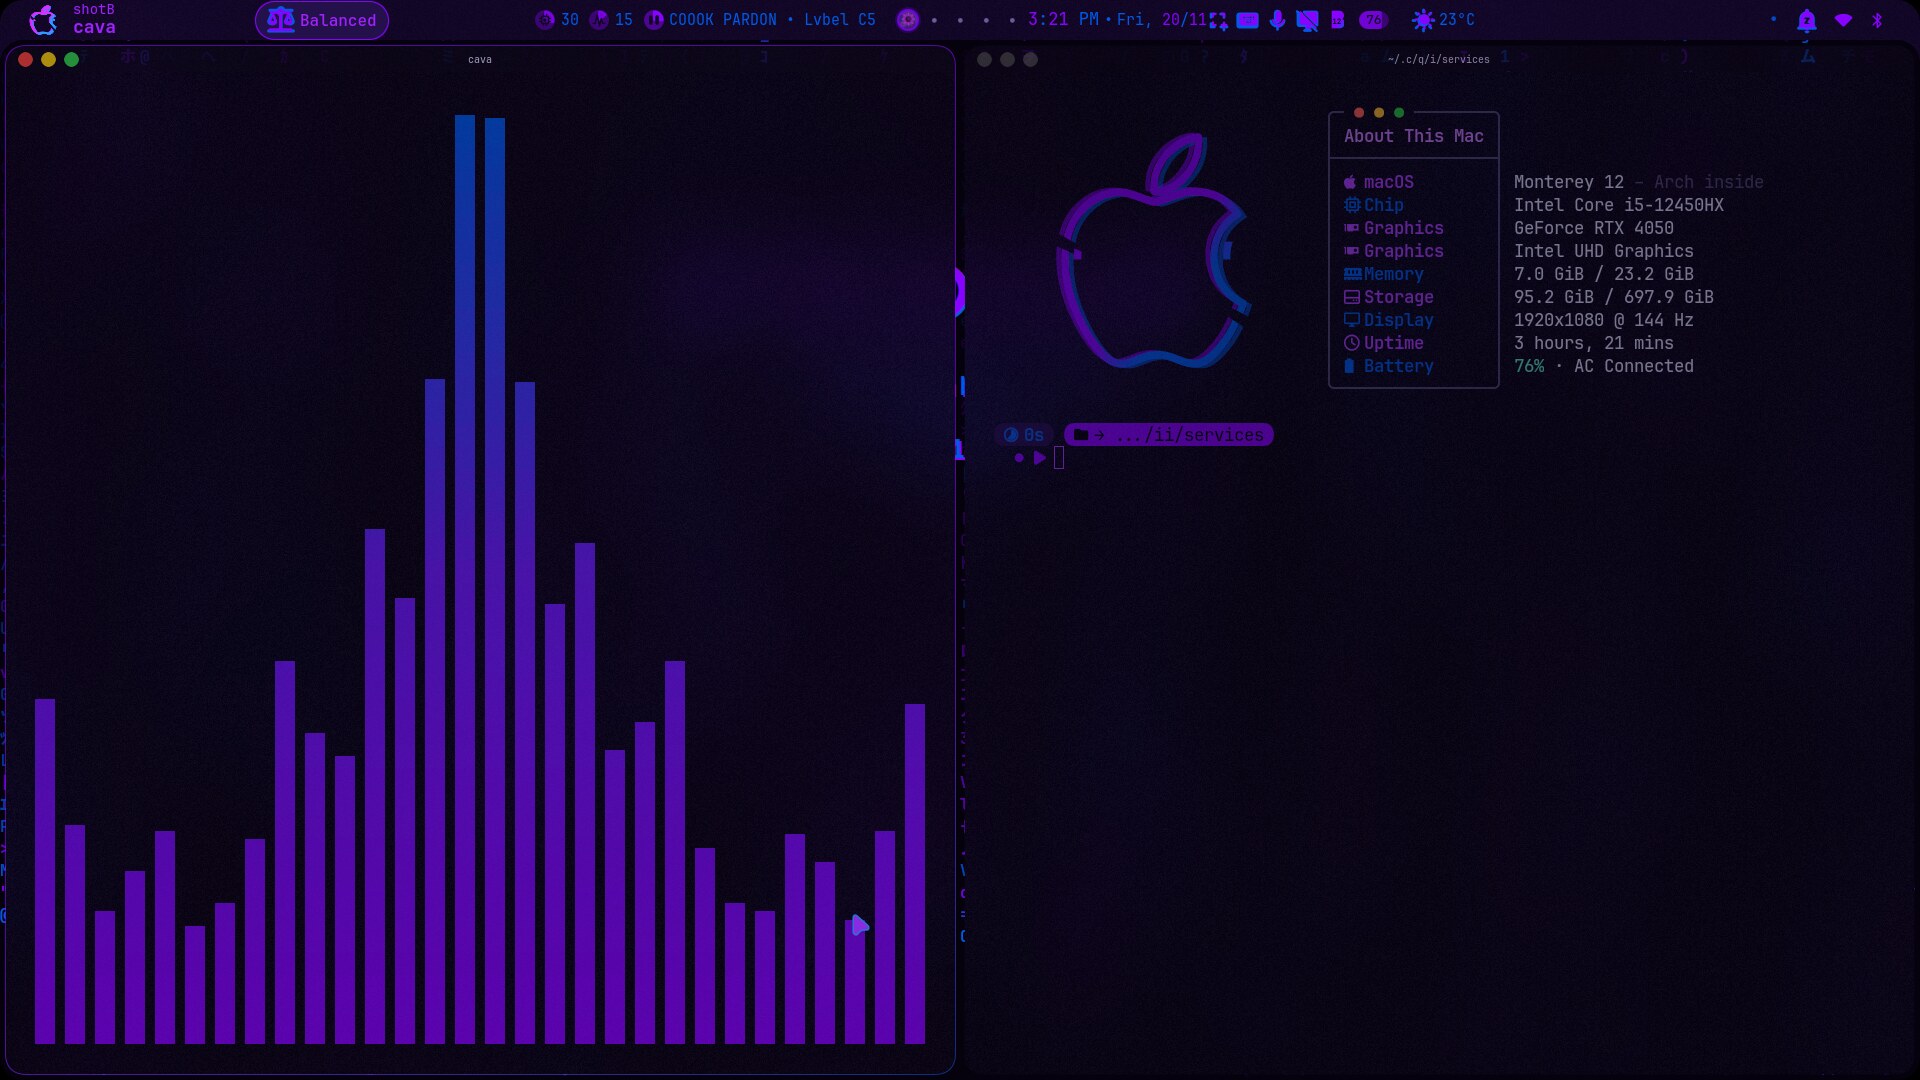 shotB
cava
Balanced
30
15
COOOK PARDON • Lvbel C5
3:21 PM • Fri, 20/11
76
23°C
cava
~/.c/q/i/services
About This Mac
macOS Monterey 12 – Arch inside
Chip Intel Core i5-12450HX
Graphics GeForce RTX 4050
Graphics Intel UHD Graphics
Memory 7.0 GiB / 23.2 GiB
Storage 95.2 GiB / 697.9 GiB
Display 1920x1080 @ 144 Hz
Uptime 3 hours, 21 mins
Battery 76% · AC Connected
0s → .../ii/services